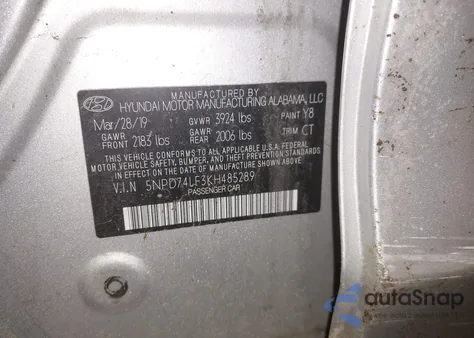 MANUFACTURED BY
HYUNDAI MOTOR MANUFACTURING ALABAMA, LLC
Mar/28/19 GVWR 3924 lbs PAINT Y8
GAWR FRONT 2183 lbs GAWR REAR 2006 lbs TRIM CT
THIS VEHICLE CONFORMS TO ALL APPLICABLE U.S.A. FEDERAL
MOTOR VEHICLE SAFETY, BUMPER, AND THEFT PREVENTION
STANDARDS IN EFFECT ON THE DATE OF MANUFACTURE SHOWN ABOVE.
V.I.N 5NPD74LF3KH485289
PASSENGER CAR
autoSnap